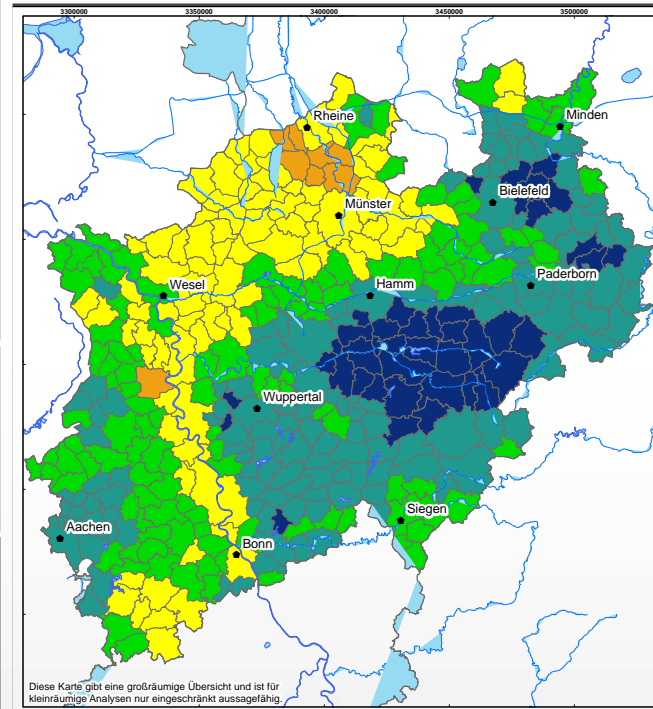 3300000 3350000 3400000 3450000 3500000
Rheine
Minden
Bielefeld
Münster
Paderborn
Wesel
Hamm
Wuppertal
Siegen
Aachen
Bonn
Diese Karte gibt eine großräumige Übersicht und ist für
kleinräumige Analysen nur eingeschränkt aussagefähig.